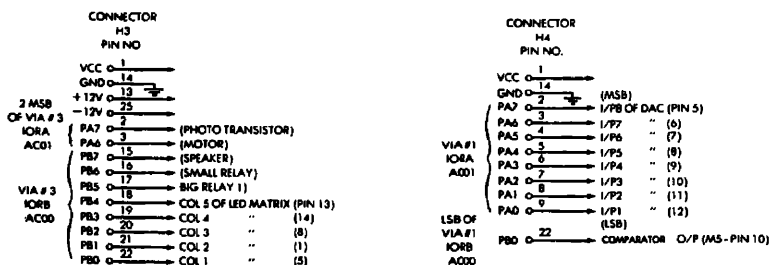 CONNECTOR
H3
PIN NO
VCC 1
GND 14
+12V 13
-12V 25
2 MSB
OF VIA #3
IORA
AC01
PA7 2 (PHOTO TRANSISTOR)
PA6 3 (MOTOR)
VIA #3
IORB
AC00
PB7 15 (SPEAKER)
PB6 16 (SMALL RELAY)
PB5 17 BIG RELAY 1)
PB4 18 COL 5 OF LED MATRIX (PIN 13)
PB3 19 COL 4 " (14)
PB2 20 COL 3 " (8)
PB1 21 COL 2 " (1)
PB0 22 COL 1 " (5)
CONNECTOR
H4
PIN NO.
VCC 1
GND 14
(MSB)
VIA #1
IORA
A001
PA7 2 I/P8 OF DAC (PIN 5)
PA6 3 I/P7 " (6)
PA5 4 I/P6 " (7)
PA4 5 I/P5 " (8)
PA3 6 I/P4 " (9)
PA2 7 I/P3 " (10)
PA1 8 I/P2 " (11)
PA0 9 I/P1 " (12)
(LSB)
LSB OF
VIA #1
IORB
A000
PB0 22 COMPARATOR O/P (M5-PIN 10)